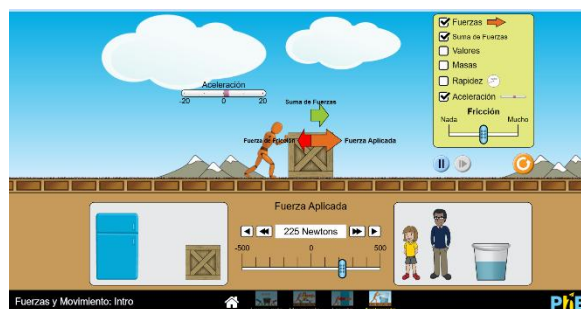 Fuerzas
Suma de Fuerzas
Valores
Masas
Rapidez
Aceleración
Fricción
Nada Mucho
Aceleración
-20 0 20
Suma de Fuerzas
Fuerza de Fricción Fuerza Aplicada
Fuerza Aplicada
225 Newtons
-500 0 500
Fuerzas y Movimiento: Intro
PhE